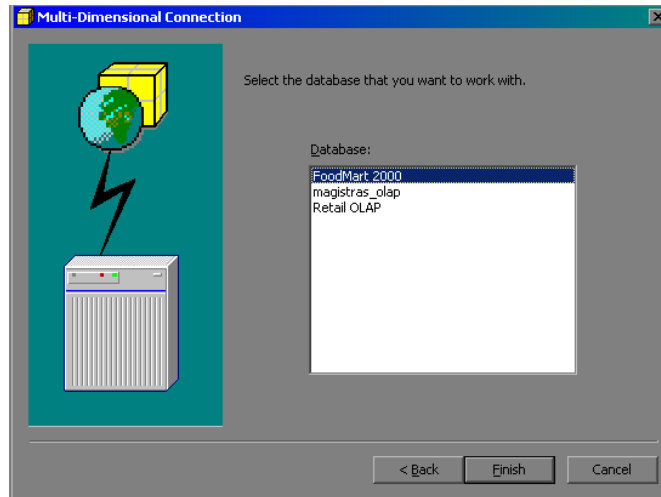 Multi-Dimensional Connection
Select the database that you want to work with.
Database:
FoodMart 2000
magistras_olap
Retail OLAP
< Back
Finish
Cancel